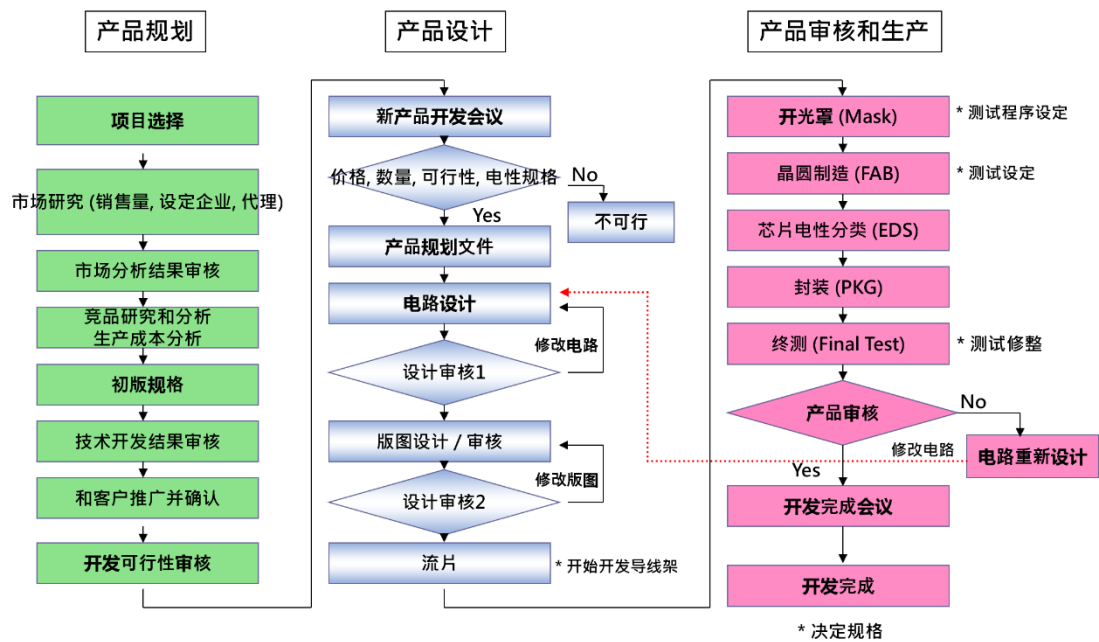 产品规划
项目选择
市场研究 (销售量, 设定企业, 代理)
市场分析结果审核
竞品研究和分析
生产成本分析
初版规格
技术开发结果审核
和客户推广并确认
开发可行性审核
产品设计
新产品开发会议
价格, 数量, 可行性, 电性规格
No
不可行
Yes
产品规划文件
电路设计
修改电路
设计审核1
版图设计 / 审核
修改版图
设计审核2
流片
* 开始开发导线架
产品审核和生产
开光罩 (Mask)
* 测试程序设定
晶圆制造 (FAB)
* 测试设定
芯片电性分类 (EDS)
封装 (PKG)
终测 (Final Test)
* 测试修整
产品审核
No
修改电路
电路重新设计
Yes
开发完成会议
开发完成
* 决定规格